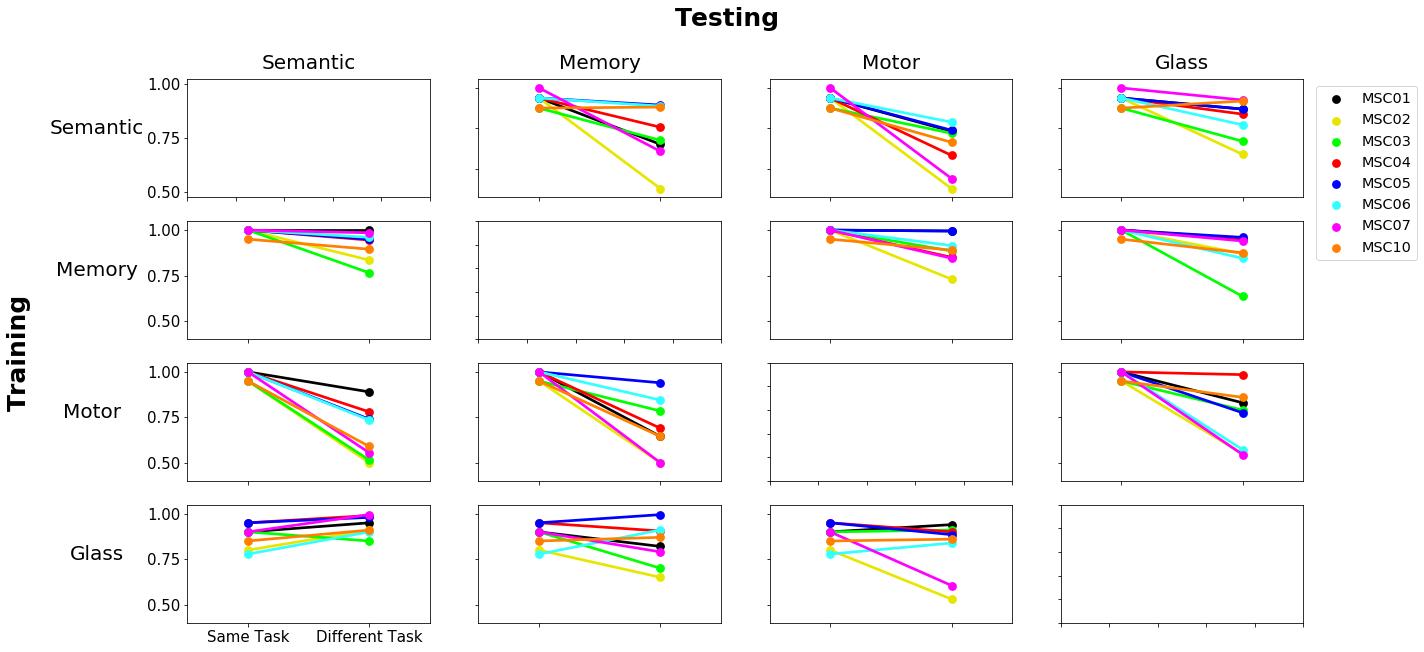 Testing
Semantic
Memory
Motor
Glass
Training
Semantic
1.00
0.75
0.50
Memory
1.00
0.75
0.50
Motor
1.00
0.75
0.50
Glass
1.00
0.75
0.50
Same Task
Different Task
MSC01
MSC02
MSC03
MSC04
MSC05
MSC06
MSC07
MSC10